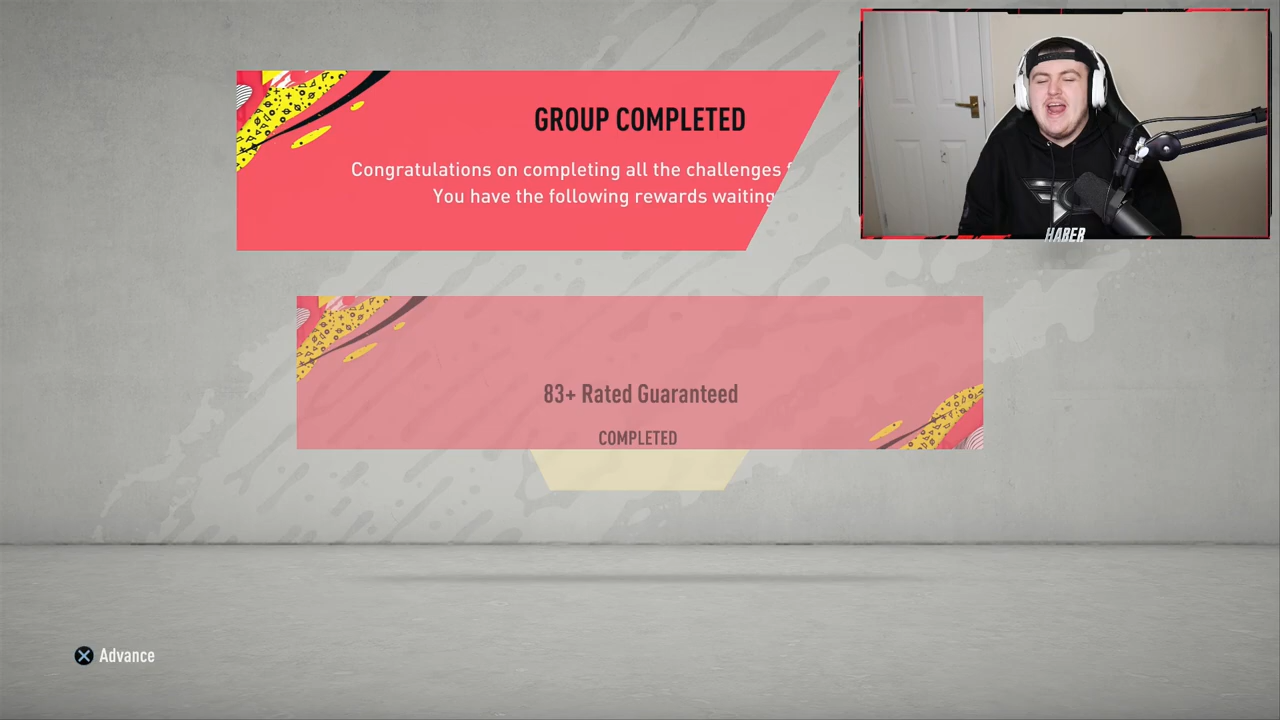 GROUP COMPLETED
Congratulations on completing all the challenges
You have the following rewards waiting
HABER
83+ Rated Guaranteed
COMPLETED
Advance